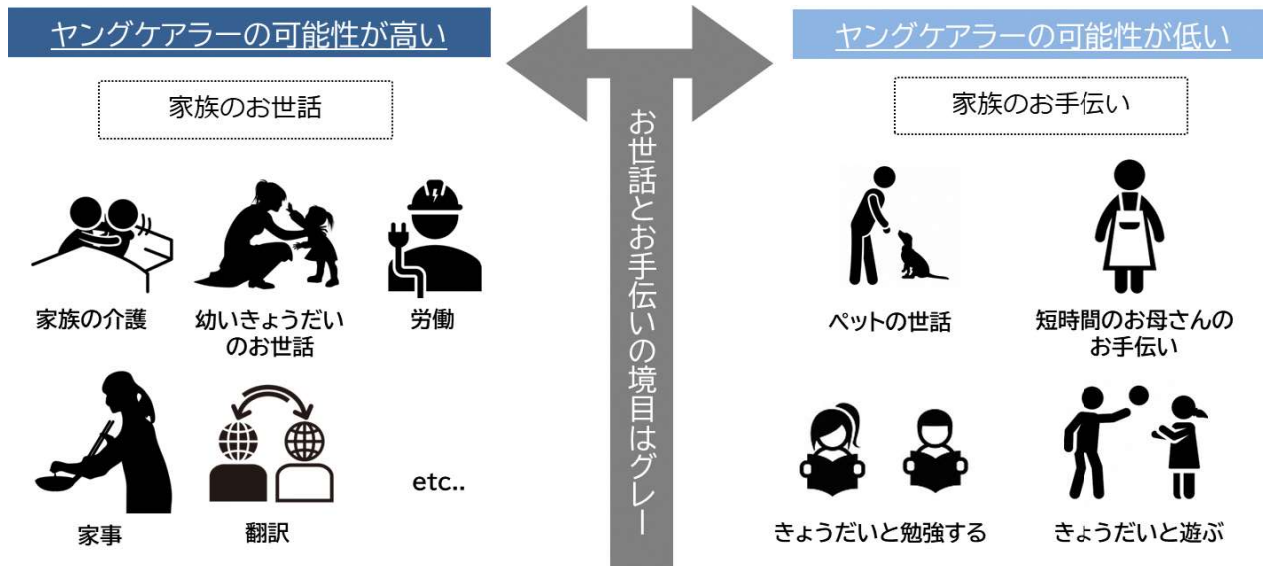 ヤングケアラーの可能性が高い
家族のお世話
家族の介護
幼いきょうだい
のお世話
労働
家事
翻訳
etc..
お世話とお手伝いの境目はグレー
ヤングケアラーの可能性が低い
家族のお手伝い
ペットの世話
短時間のお母さんの
お手伝い
きょうだいと勉強する
きょうだいと遊ぶ